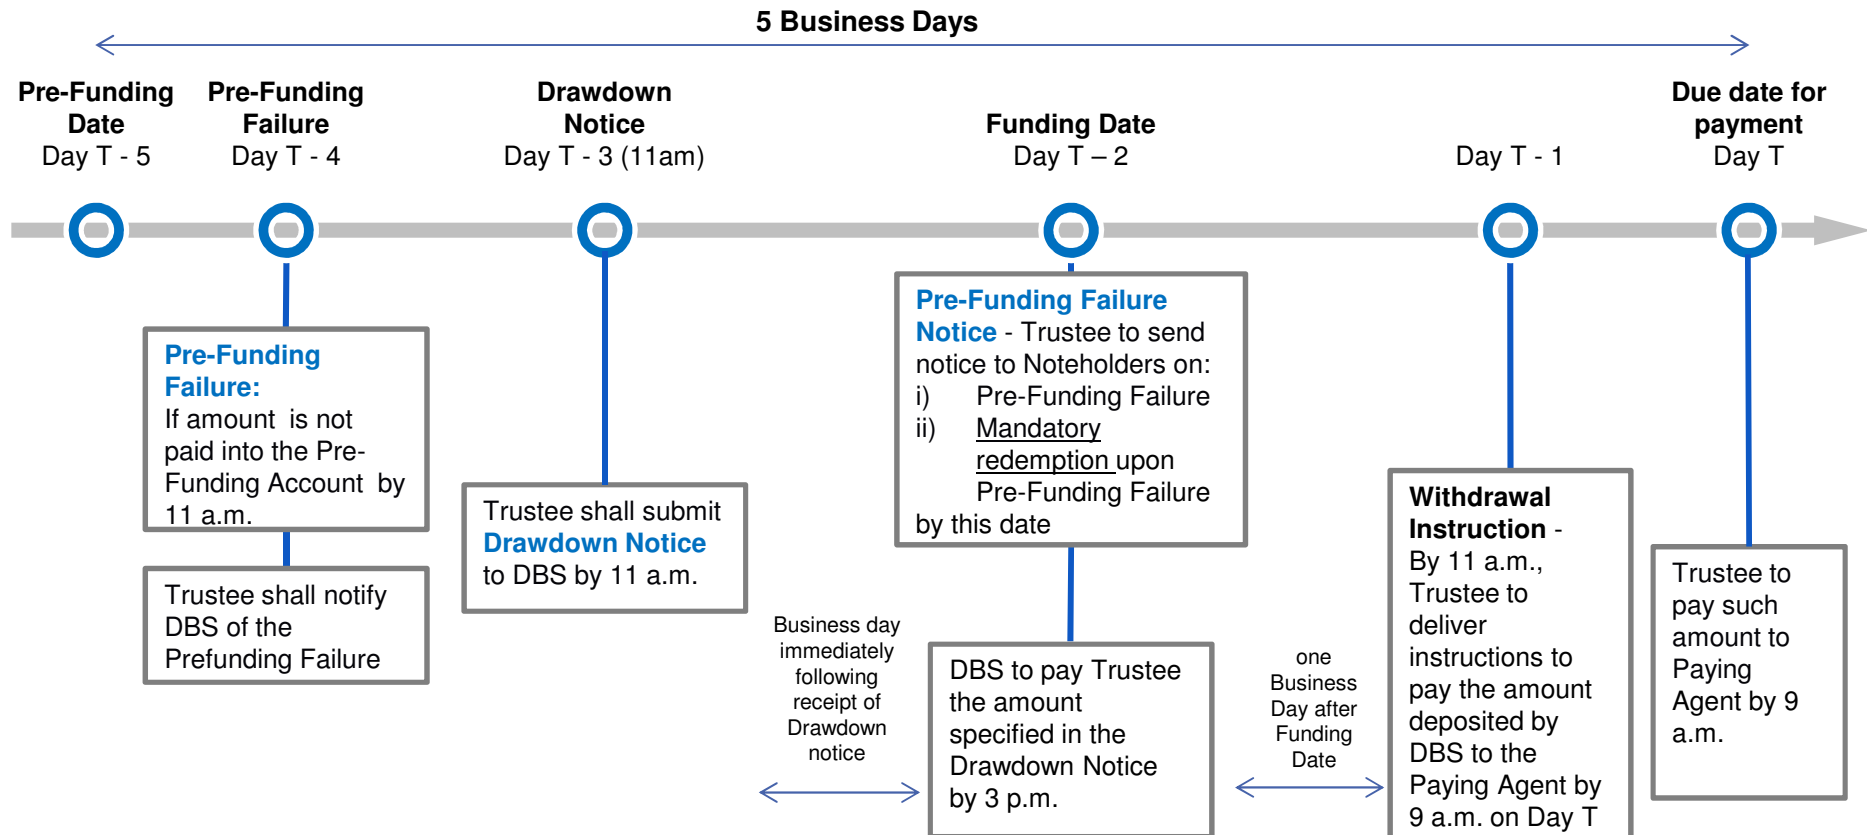 5 Business Days
Pre-Funding
Date
Day T - 5
Pre-Funding
Failure
Day T - 4
Drawdown
Notice
Day T - 3 (11am)
Funding Date
Day T – 2
Day T - 1
Due date for
payment
Day T
Pre-Funding
Failure:
If amount is not
paid into the Pre-
Funding Account by
11 a.m.
Trustee shall notify
DBS of the
Prefunding Failure
Trustee shall submit
Drawdown Notice
to DBS by 11 a.m.
Business day
immediately
following
receipt of
Drawdown
notice
Pre-Funding Failure
Notice - Trustee to send
notice to Noteholders on:
i) Pre-Funding Failure
ii) Mandatory
redemption upon
Pre-Funding Failure
by this date
DBS to pay Trustee
the amount
specified in the
Drawdown Notice
by 3 p.m.
one
Business
Day after
Funding
Date
Withdrawal
Instruction -
By 11 a.m.,
Trustee to
deliver
instructions to
pay the amount
deposited by
DBS to the
Paying Agent by
9 a.m. on Day T
Trustee to
pay such
amount to
Paying
Agent by 9
a.m.